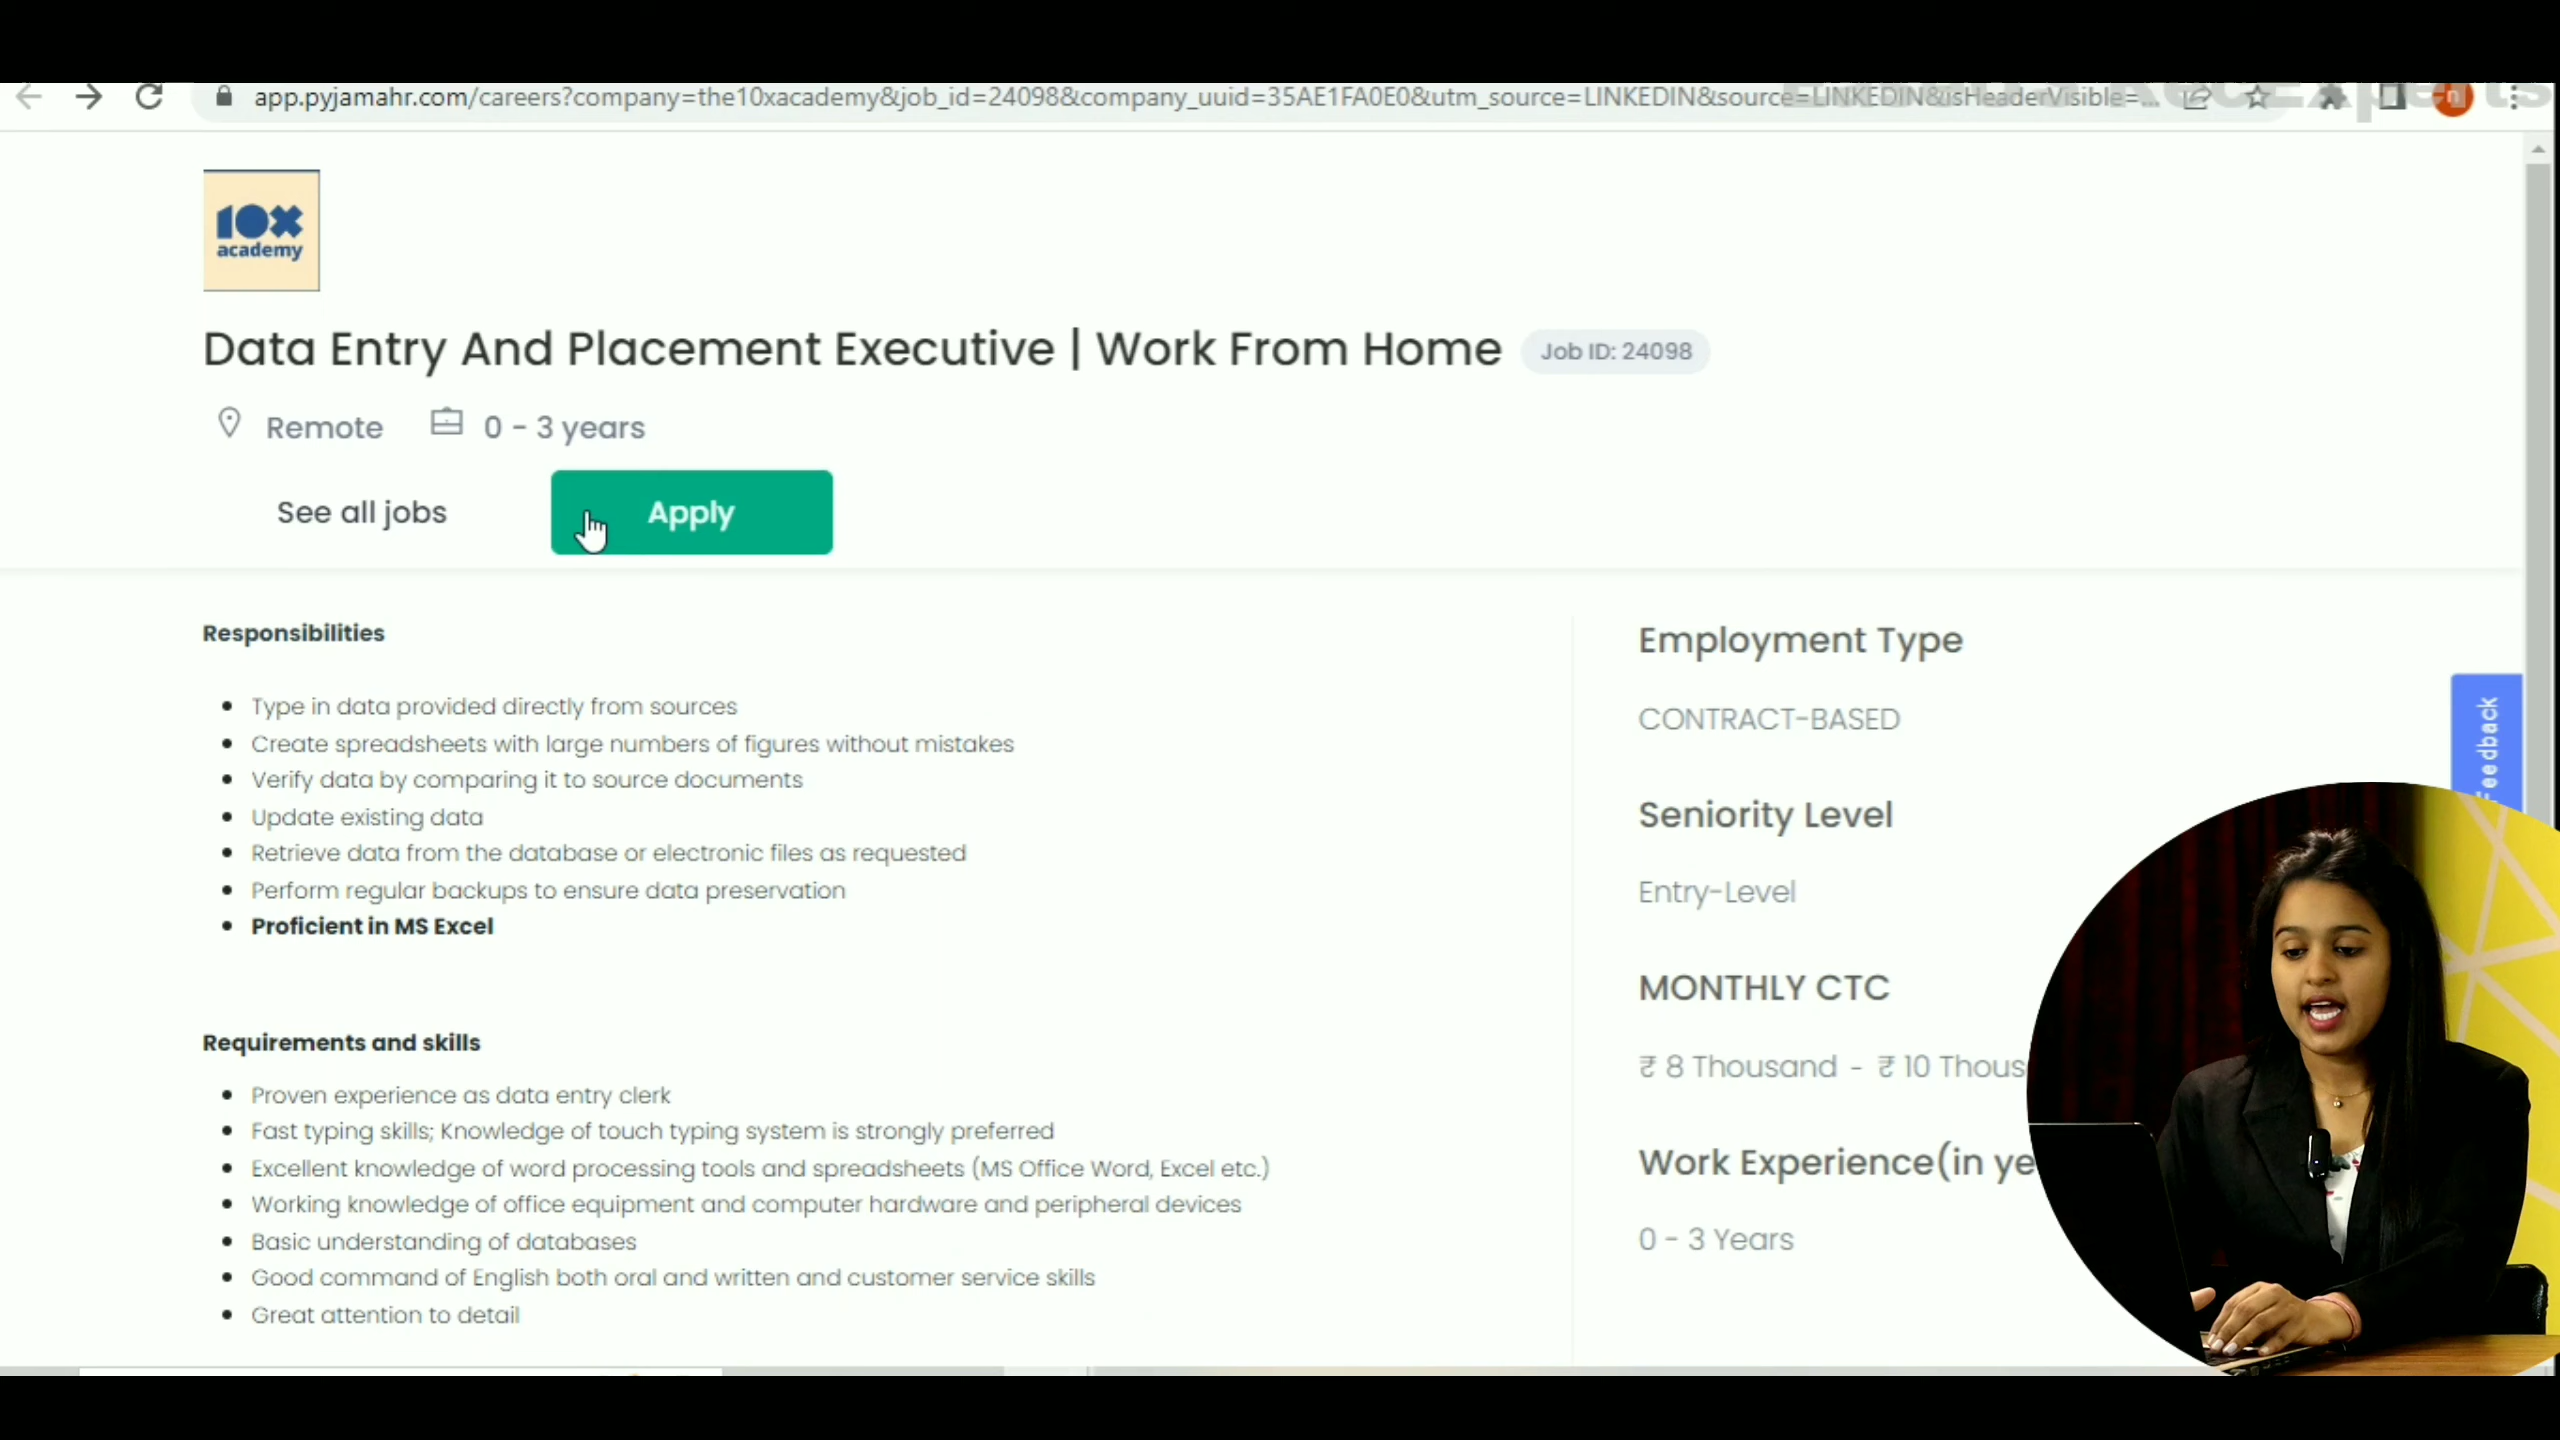 app.pyjamahr.com/careers?company=the10xacademy&job_id=24098&company_uuid=35AE1FA0E0&utm_source=LINKEDIN&source=LINKEDIN&isHeaderVisible=...
n
10x
academy
Data Entry And Placement Executive | Work From Home
Job ID: 24098
Remote 0 - 3 years
See all jobs
Apply
Responsibilities
Type in data provided directly from sources
Create spreadsheets with large numbers of figures without mistakes
Verify data by comparing it to source documents
Update existing data
Retrieve data from the database or electronic files as requested
Perform regular backups to ensure data preservation
Proficient in MS Excel
Requirements and skills
Proven experience as data entry clerk
Fast typing skills; Knowledge of touch typing system is strongly preferred
Excellent knowledge of word processing tools and spreadsheets (MS Office Word, Excel etc.)
Working knowledge of office equipment and computer hardware and peripheral devices
Basic understanding of databases
Good command of English both oral and written and customer service skills
Great attention to detail
Employment Type
CONTRACT-BASED
Seniority Level
Entry-Level
MONTHLY CTC
₹ 8 Thousand - ₹ 10 Thous
Work Experience(in ye
0 - 3 Years
Feedback